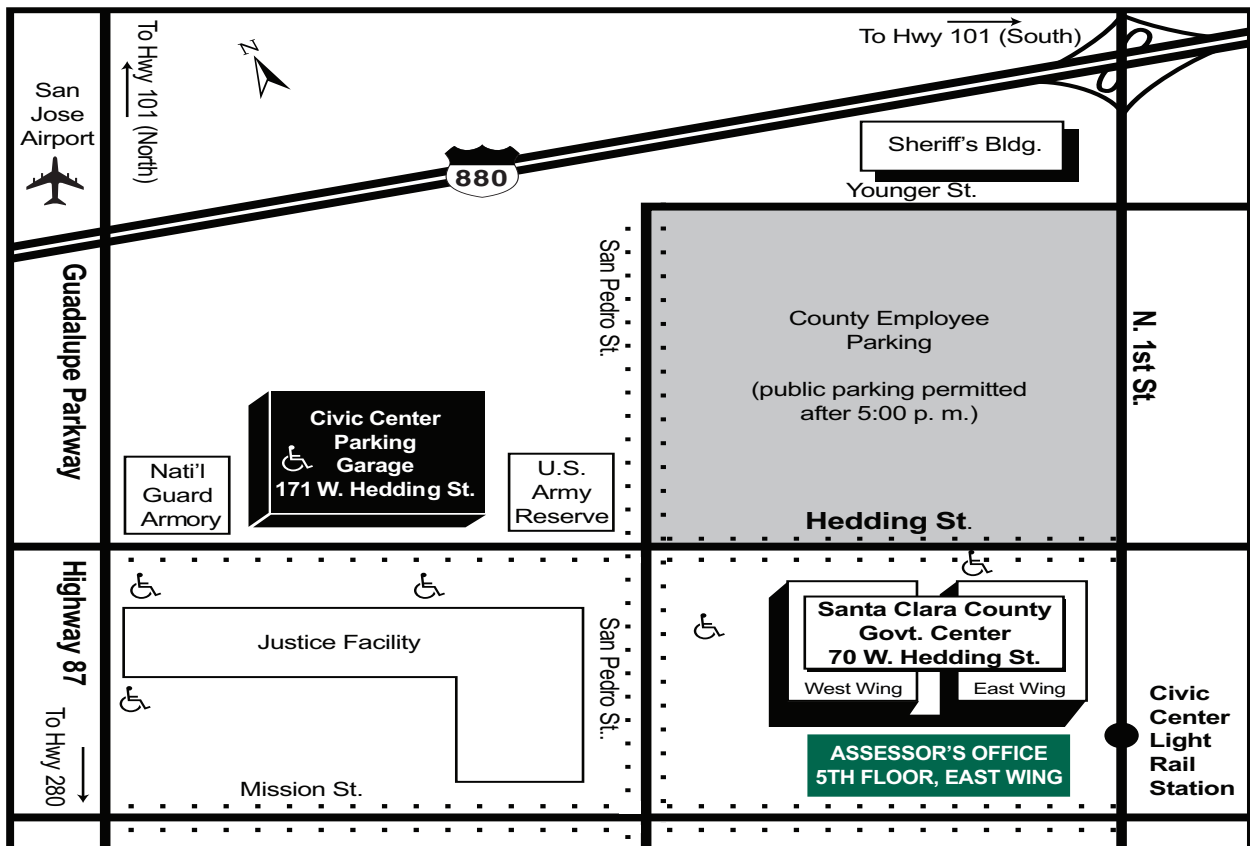 To Hwy 101 (South)
N
To Hwy 101 (North)
San
Jose
Airport
880
Sheriff's Bldg.
Younger St.
San Pedro St.
Guadalupe Parkway
County Employee
Parking
(public parking permitted
after 5:00 p. m.)
N. 1st St.
Civic Center
Parking
Garage
171 W. Hedding St.
Nati'l
Guard
Armory
U.S.
Army
Reserve
Hedding St.
Highway 87
Justice Facility
San Pedro St..
Santa Clara County
Govt. Center
70 W. Hedding St.
West Wing
East Wing
Civic
Center
Light
Rail
Station
To Hwy 280
ASSESSOR'S OFFICE
5TH FLOOR, EAST WING
Mission St.